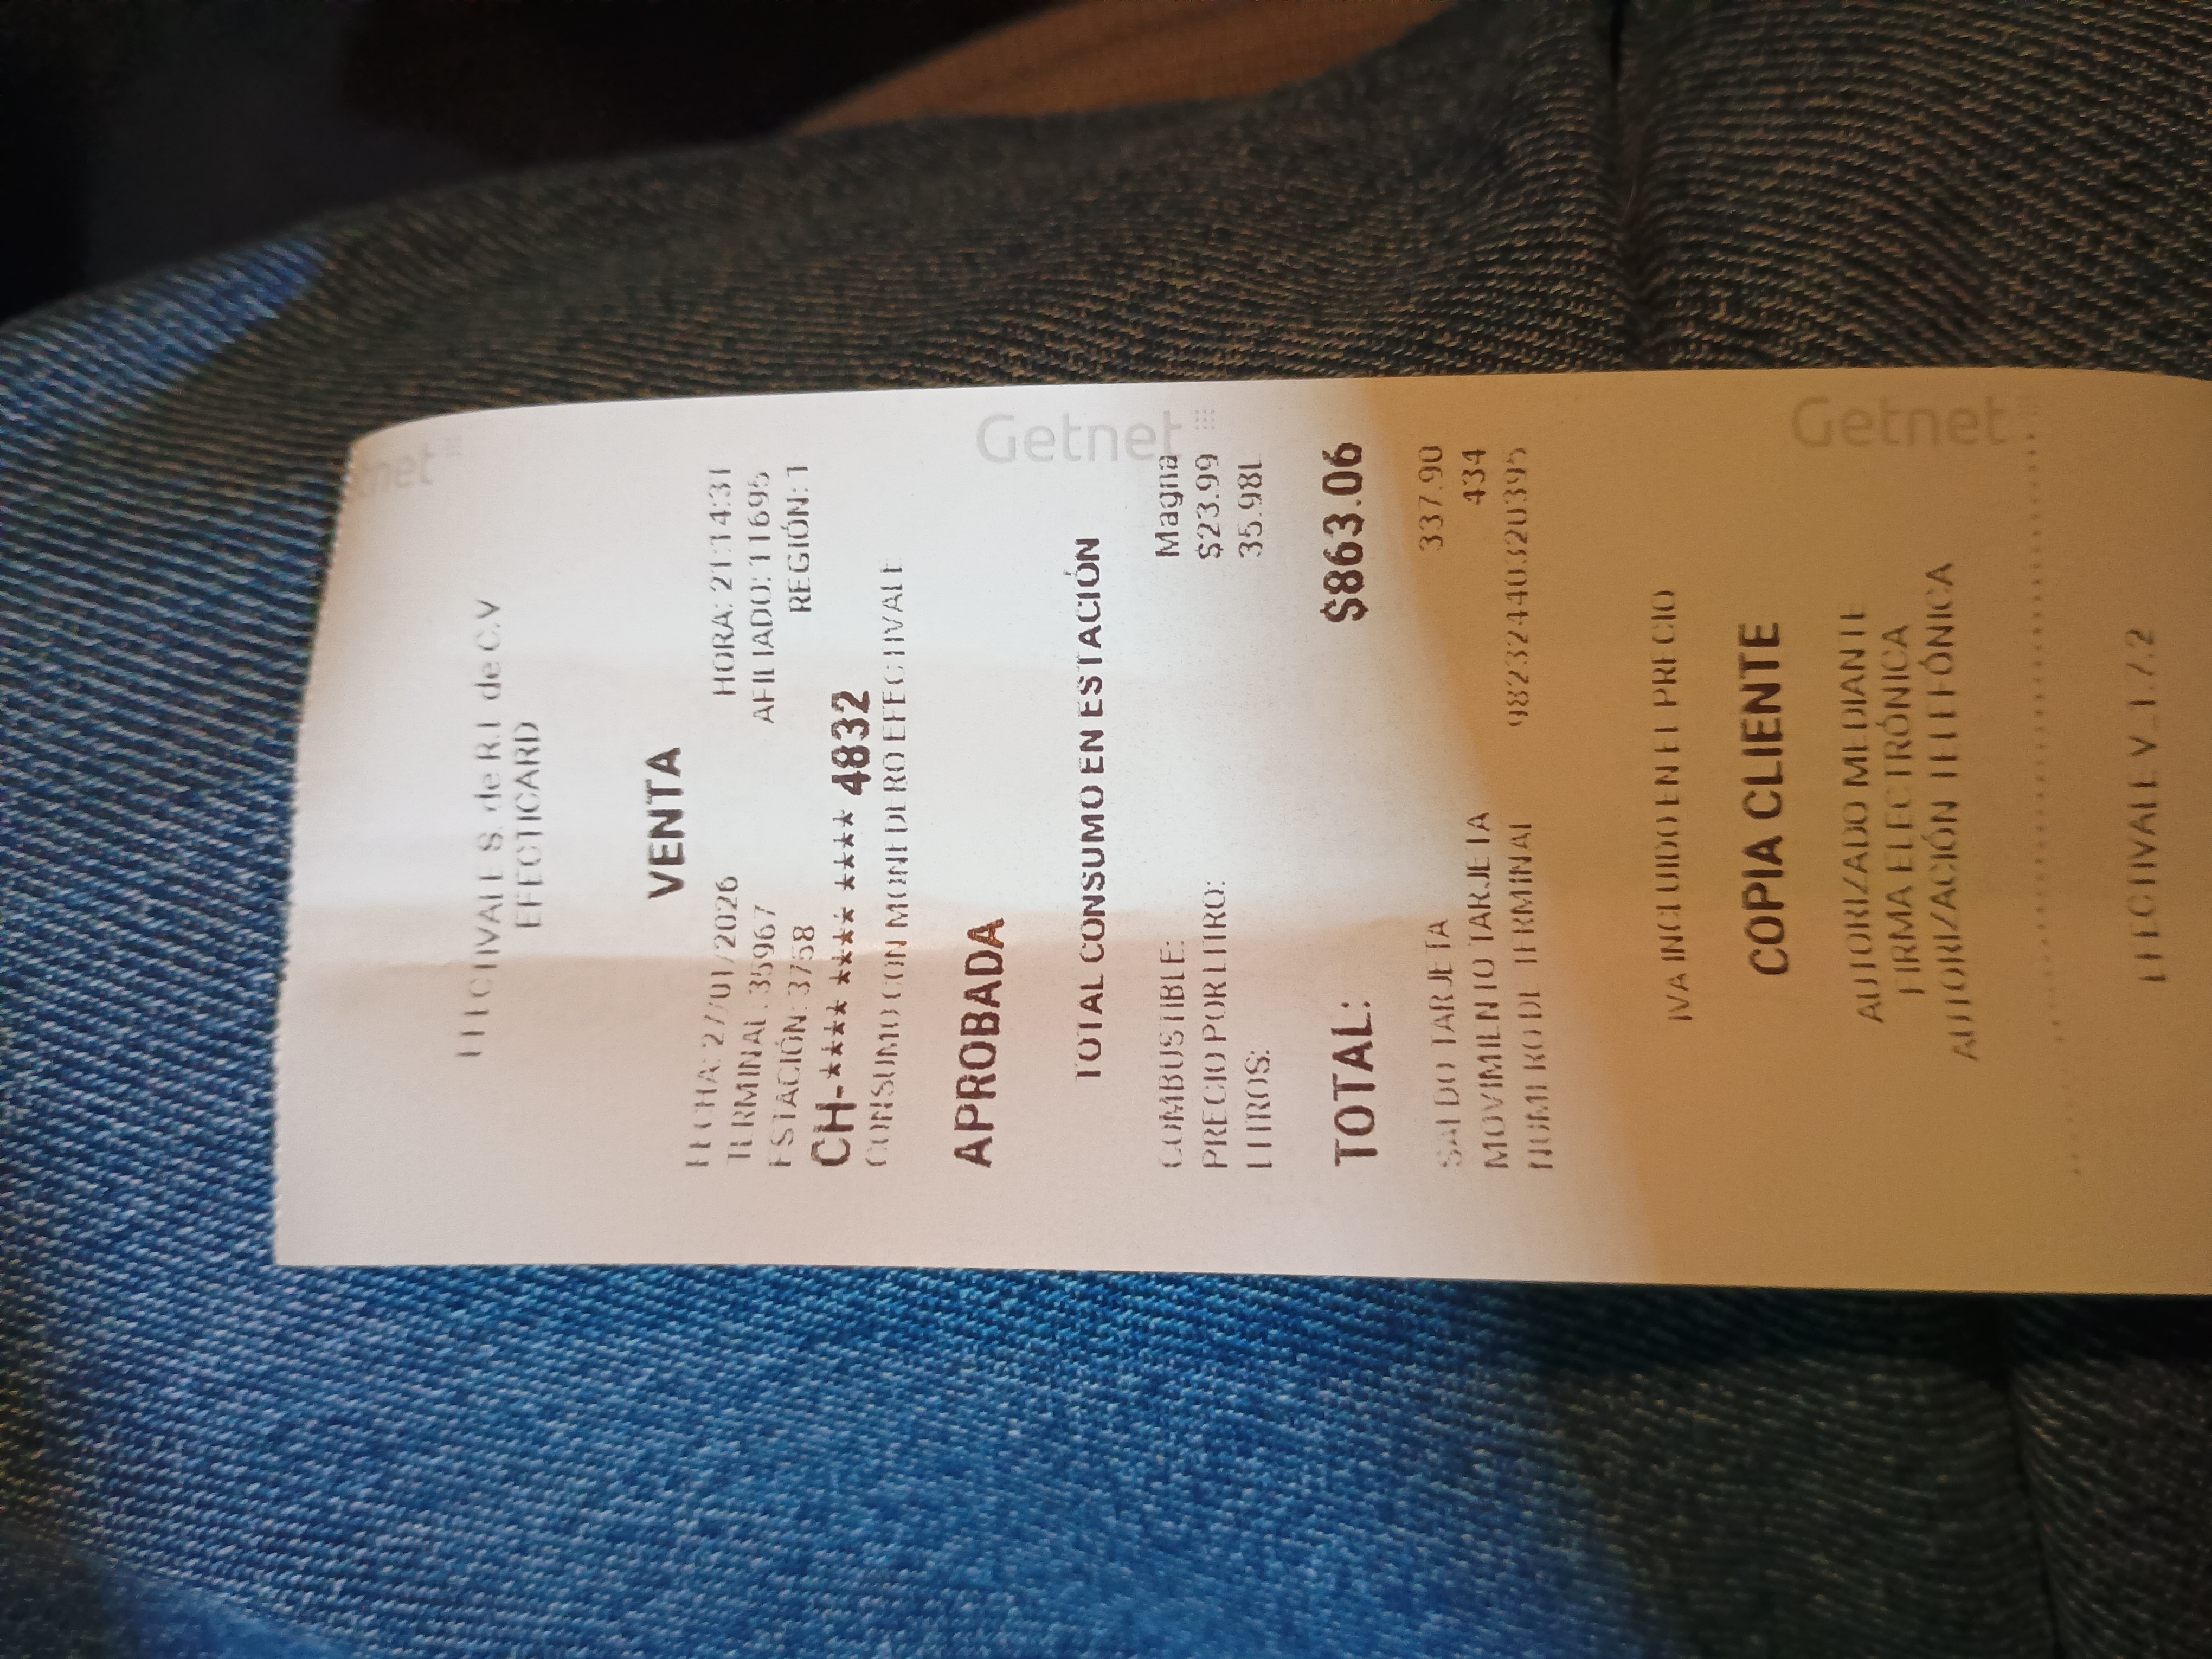 Getnet
EFECTIVALE S. de R.L de C.V
EFECTICARD
VENTA
FECHA: 27/01/2026 HORA: 21:14:31
TERMINAL: 35967 AFILIADO: 11695
ESTACIÓN: 3758 REGIÓN: 1
CH-**** **** **** 4832
CONSUMO CON MONEDERO EFECTIVALE
APROBADA
Getnet
TOTAL CONSUMO EN ESTACIÓN
COMBUSTIBLE: Magna
PRECIO POR LITRO: $23.99
LITROS: 35.98L
TOTAL: $863.06
SALDO TARJETA 337.90
MOVIMIENTO TARJETA 434
NUMERO DE TERMINAL
IVA INCLUIDO EN EL PRECIO
COPIA CLIENTE
Getnet
AUTORIZADO MEDIANTE
FIRMA ELECTRÓNICA
AUTORIZACIÓN TELEFÓNICA
EFECTIVALE V_1.7.2